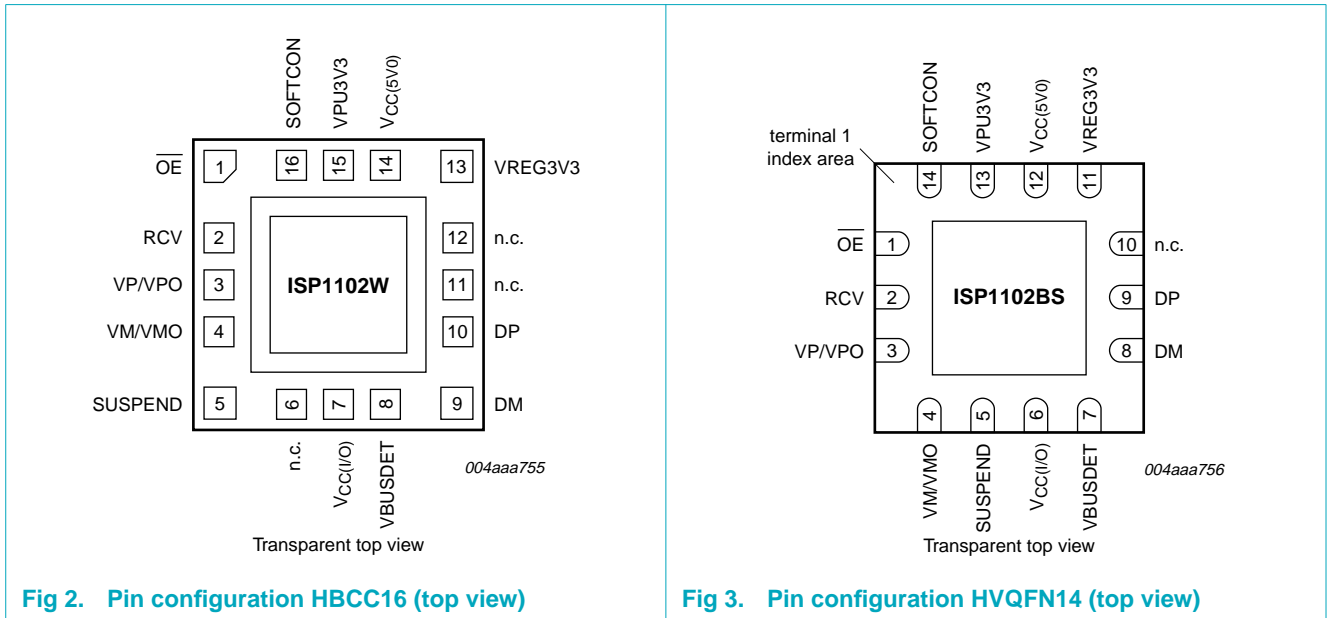 SOFTCON
VPU3V3
VCC(5V0)
OE
1
16
15
14
13
VREG3V3
RCV
2
12
n.c.
VP/VPO
3
ISP1102W
11
n.c.
VM/VMO
4
10
DP
SUSPEND
5
6
7
8
9
DM
n.c.
VCC(I/O)
VBUSDET
004aaa755
Transparent top view
Fig 2. Pin configuration HBCC16 (top view)
terminal 1
index area
SOFTCON
VPU3V3
VCC(5V0)
VREG3V3
14
13
12
11
OE
1
10
n.c.
RCV
2
ISP1102BS
9
DP
VP/VPO
3
8
DM
4
5
6
7
VM/VMO
SUSPEND
VCC(I/O)
VBUSDET
004aaa756
Transparent top view
Fig 3. Pin configuration HVQFN14 (top view)